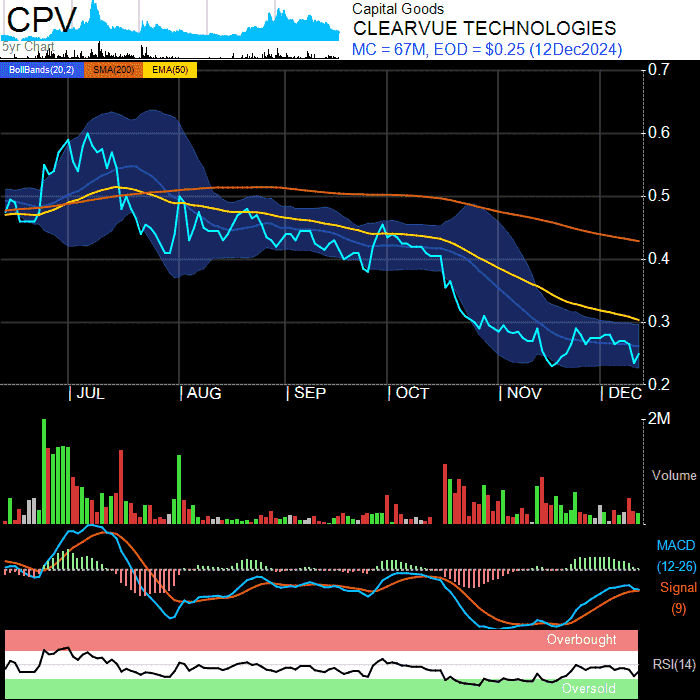 CPV
5yr Chart
Capital Goods
CLEARVUE TECHNOLOGIES
MC = 67M, EOD = $0.25 (12Dec2024)
BollBands(20,2) SMA(200) EMA(50)
0.7
0.6
0.5
0.4
0.3
0.2
JUL AUG SEP OCT NOV DEC
2M
Volume
MACD
(12-26)
Signal
(9)
Overbought
RSI(14)
Oversold